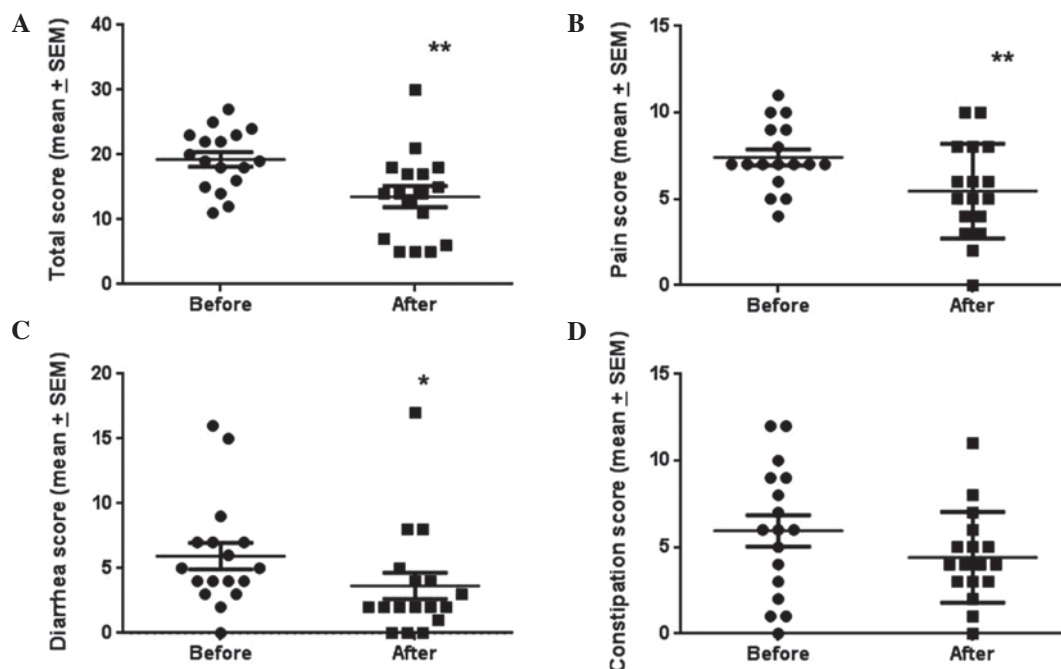 A
Total score (mean ± SEM)
40
30
20
10
0
**
Before
After
B
Pain score (mean ± SEM)
15
10
5
0
**
Before
After
C
Diarrhea score (mean ± SEM)
20
15
10
5
0
*
Before
After
D
Constipation score (mean ± SEM)
15
10
5
0
Before
After